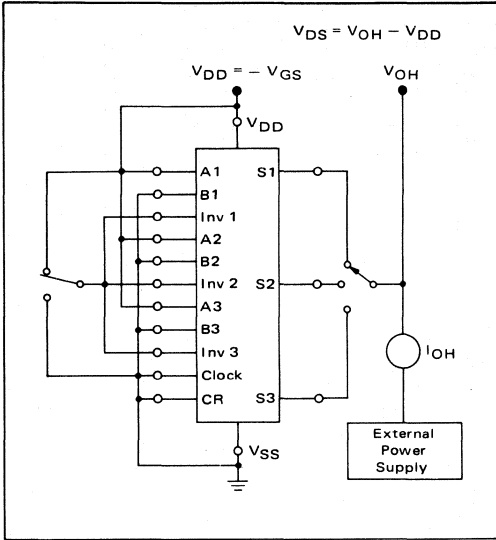 VDS = VOH – VDD
VDD = – VGS
VOH
VDD
A1
S1
B1
Inv 1
A2
B2
Inv 2
S2
A3
B3
Inv 3
IOH
Clock
CR
S3
External
Power
Supply
VSS